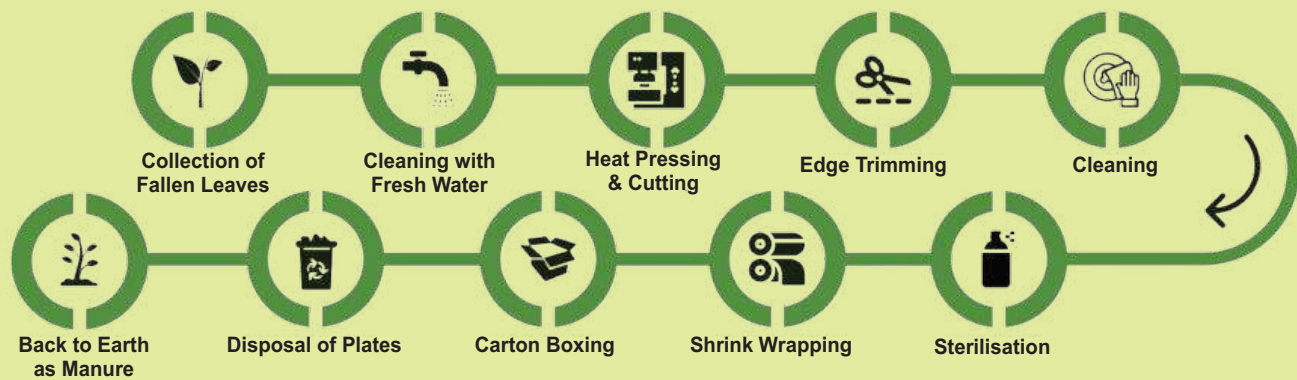 Collection of
Fallen Leaves
Cleaning with
Fresh Water
Heat Pressing
& Cutting
Edge Trimming
Cleaning
Sterilisation
Shrink Wrapping
Carton Boxing
Disposal of Plates
Back to Earth
as Manure